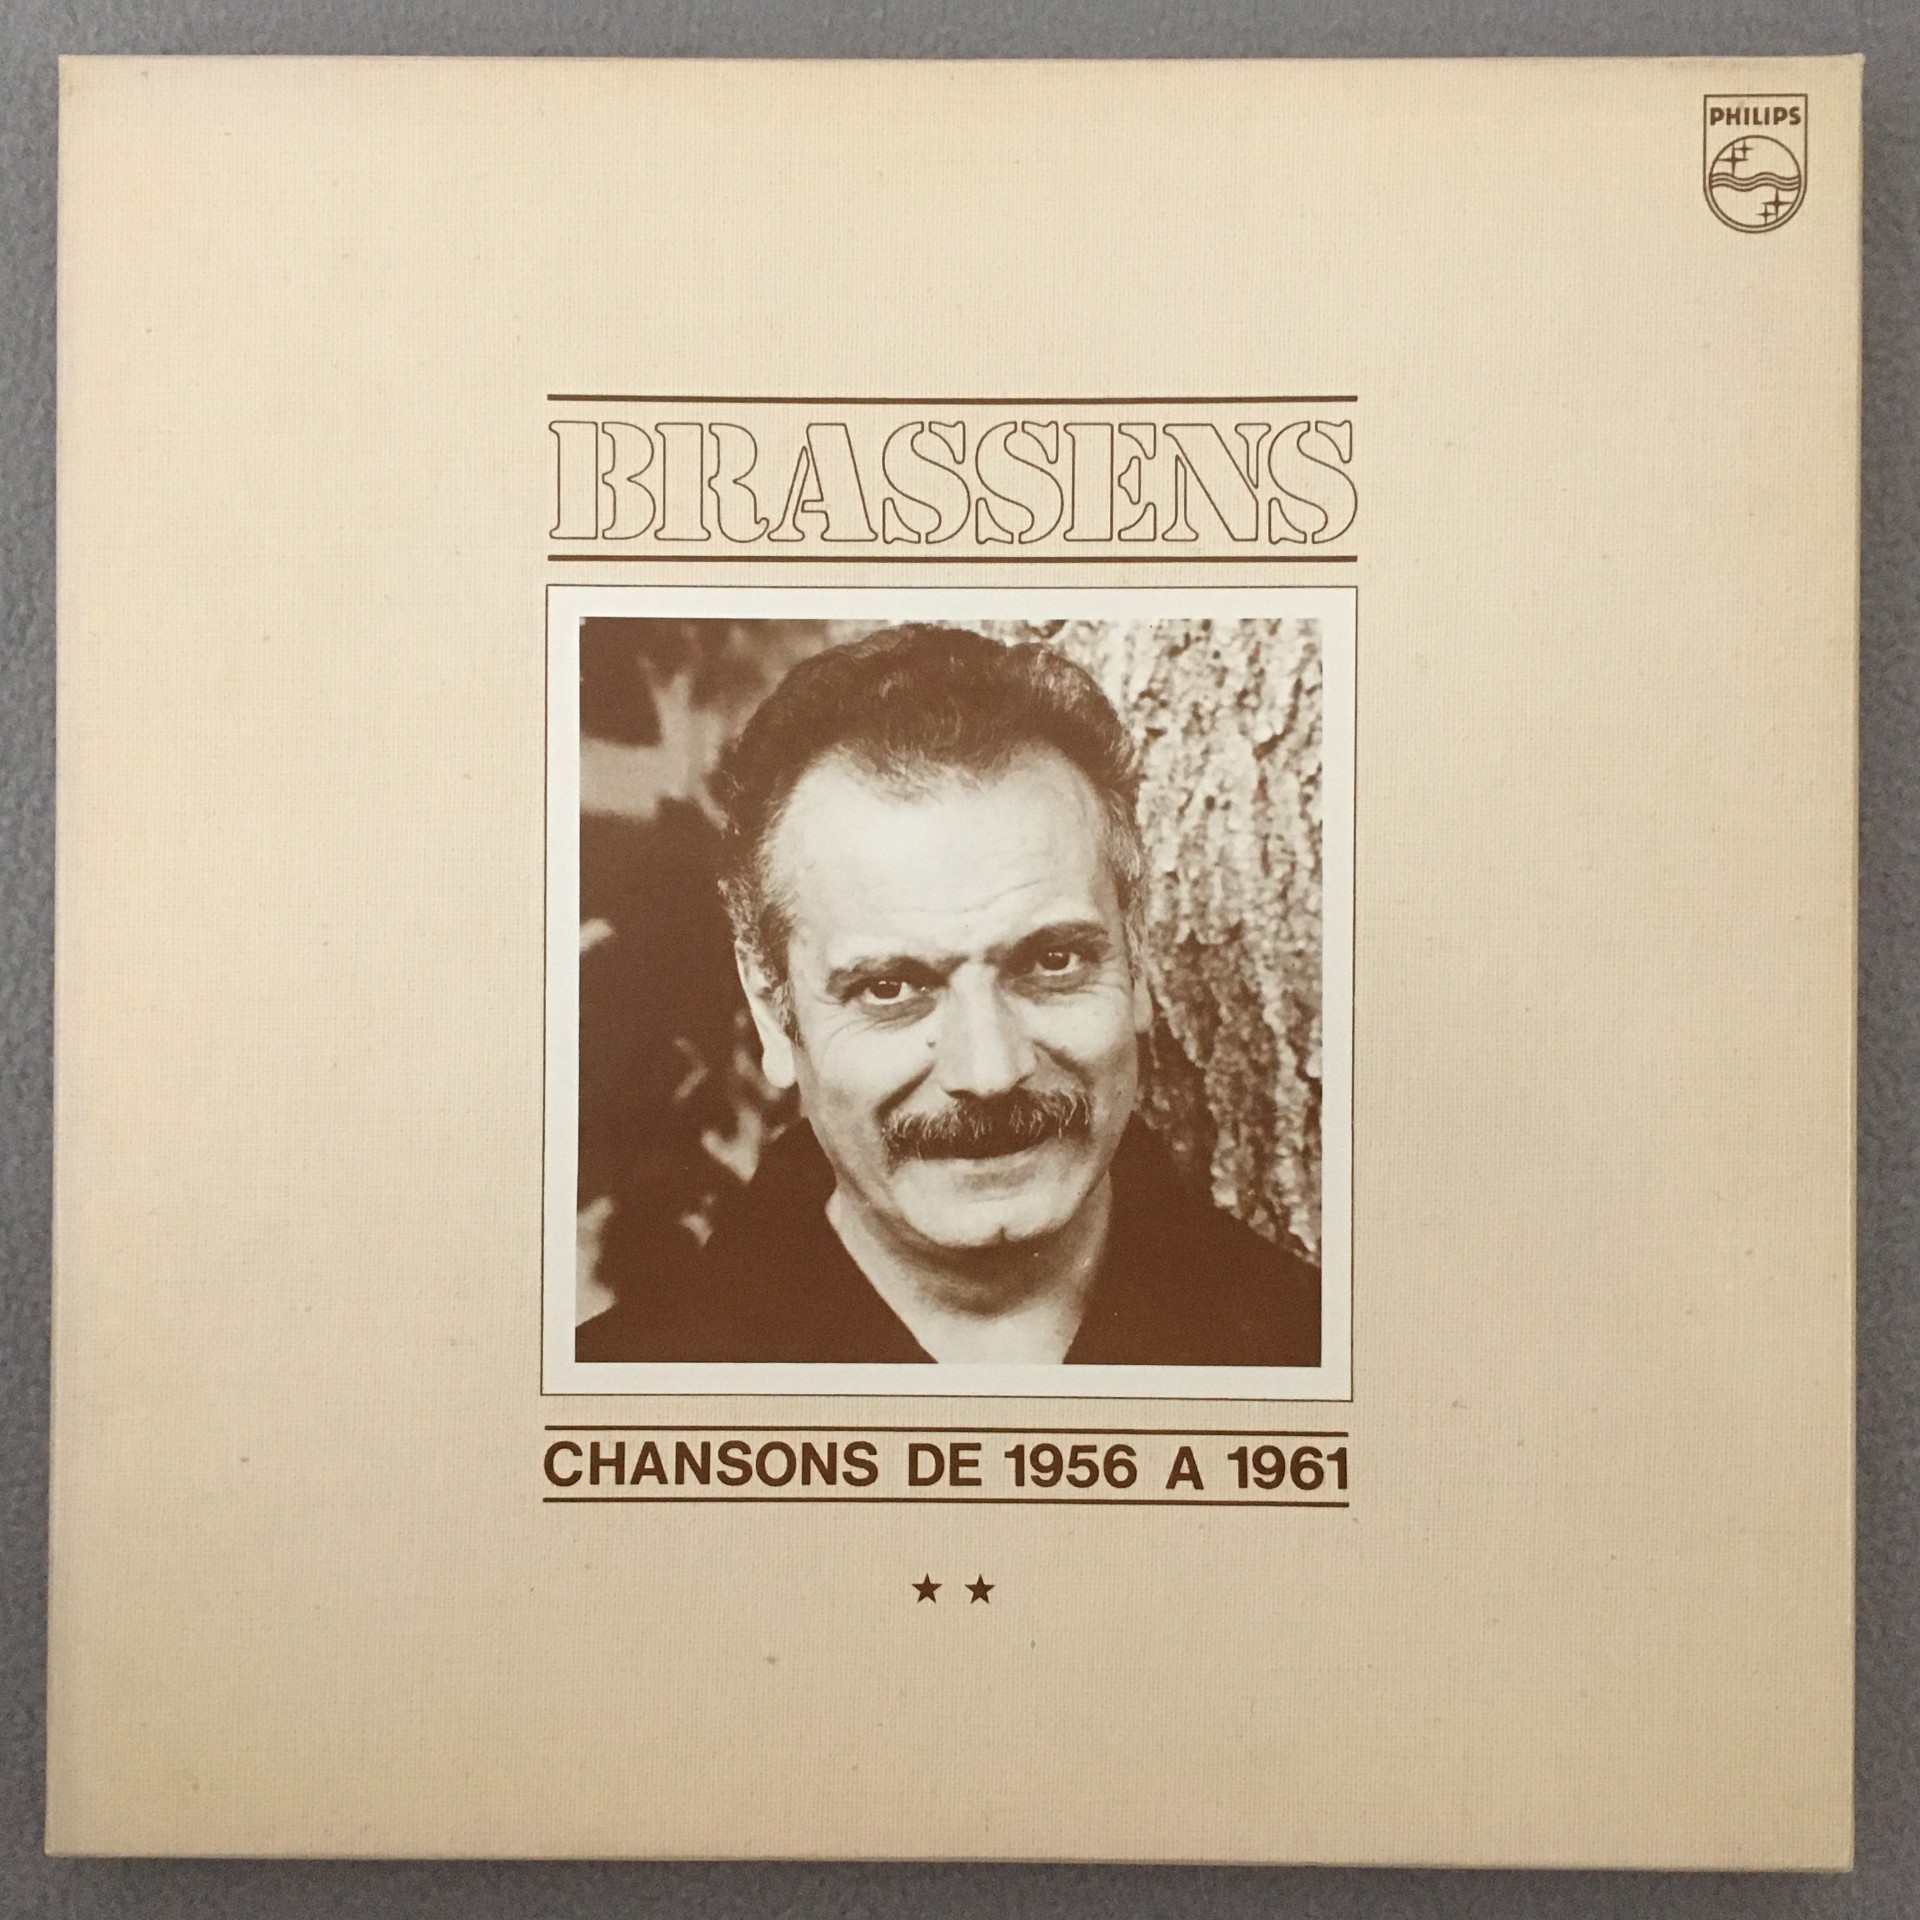 PHILIPS
BRASSENS
CHANSONS DE 1956 A 1961